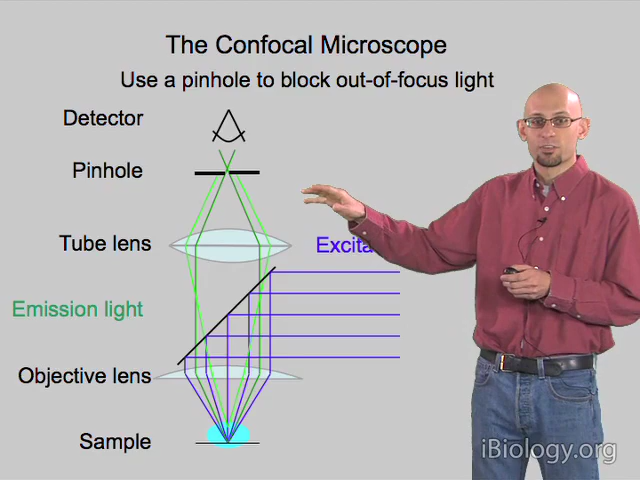 The Confocal Microscope
Use a pinhole to block out-of-focus light
Detector
Pinhole
Tube lens
Excita
Emission light
Objective lens
Sample
iBiology.org